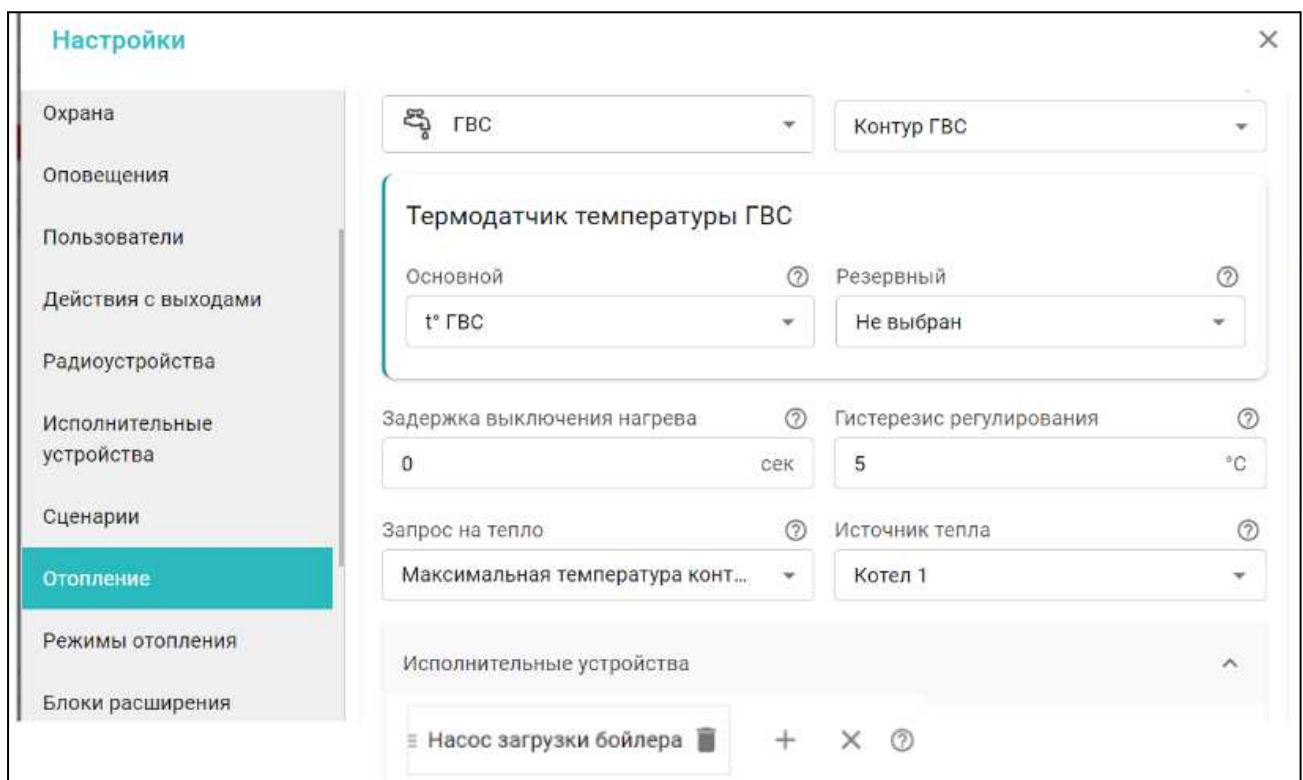 Настройки
Охрана
Оповещения
Пользователи
Действия с выходами
Радиоустройства
Исполнительные
устройства
Сценарии
Отопление
Режимы отопления
Блоки расширения
ГВС
Контур ГВС
Термодатчик температуры ГВС
Основной
Резервный
t° ГВС
Не выбран
Задержка выключения нагрева
Гистерезис регулирования
0 сек
5 °C
Запрос на тепло
Источник тепла
Максимальная температура конт...
Котел 1
Исполнительные устройства
Насос загрузки бойлера